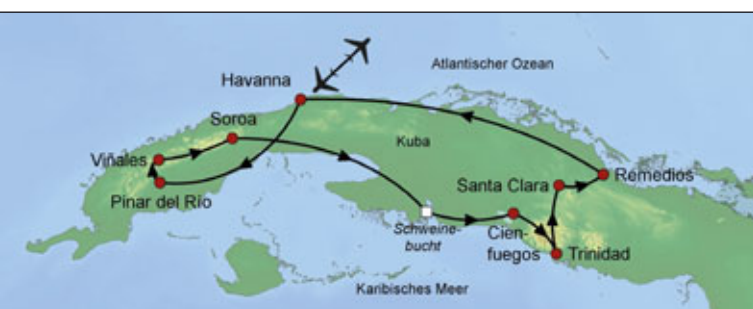 Atlantischer Ozean
Havanna
Soroa
Kuba
Viñales
Pinar del Río
Santa Clara
Remedios
Schweine-
bucht
Cien-
fuegos
Trinidad
Karibisches Meer